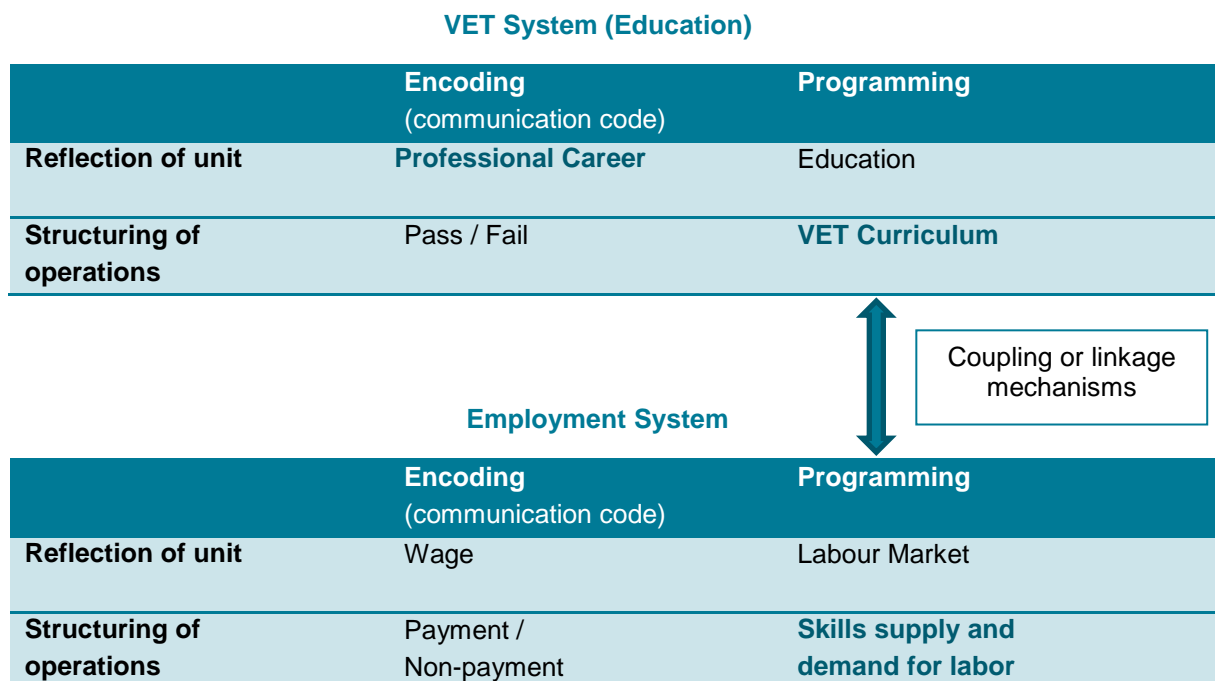 VET System (Education)
Encoding Programming
(communication code)
Reflection of unit Professional Career Education
Structuring of Pass / Fail VET Curriculum
operations
Coupling or linkage
mechanisms
Employment System
Encoding Programming
(communication code)
Reflection of unit Wage Labour Market
Structuring of Payment / Skills supply and
operations Non-payment demand for labor